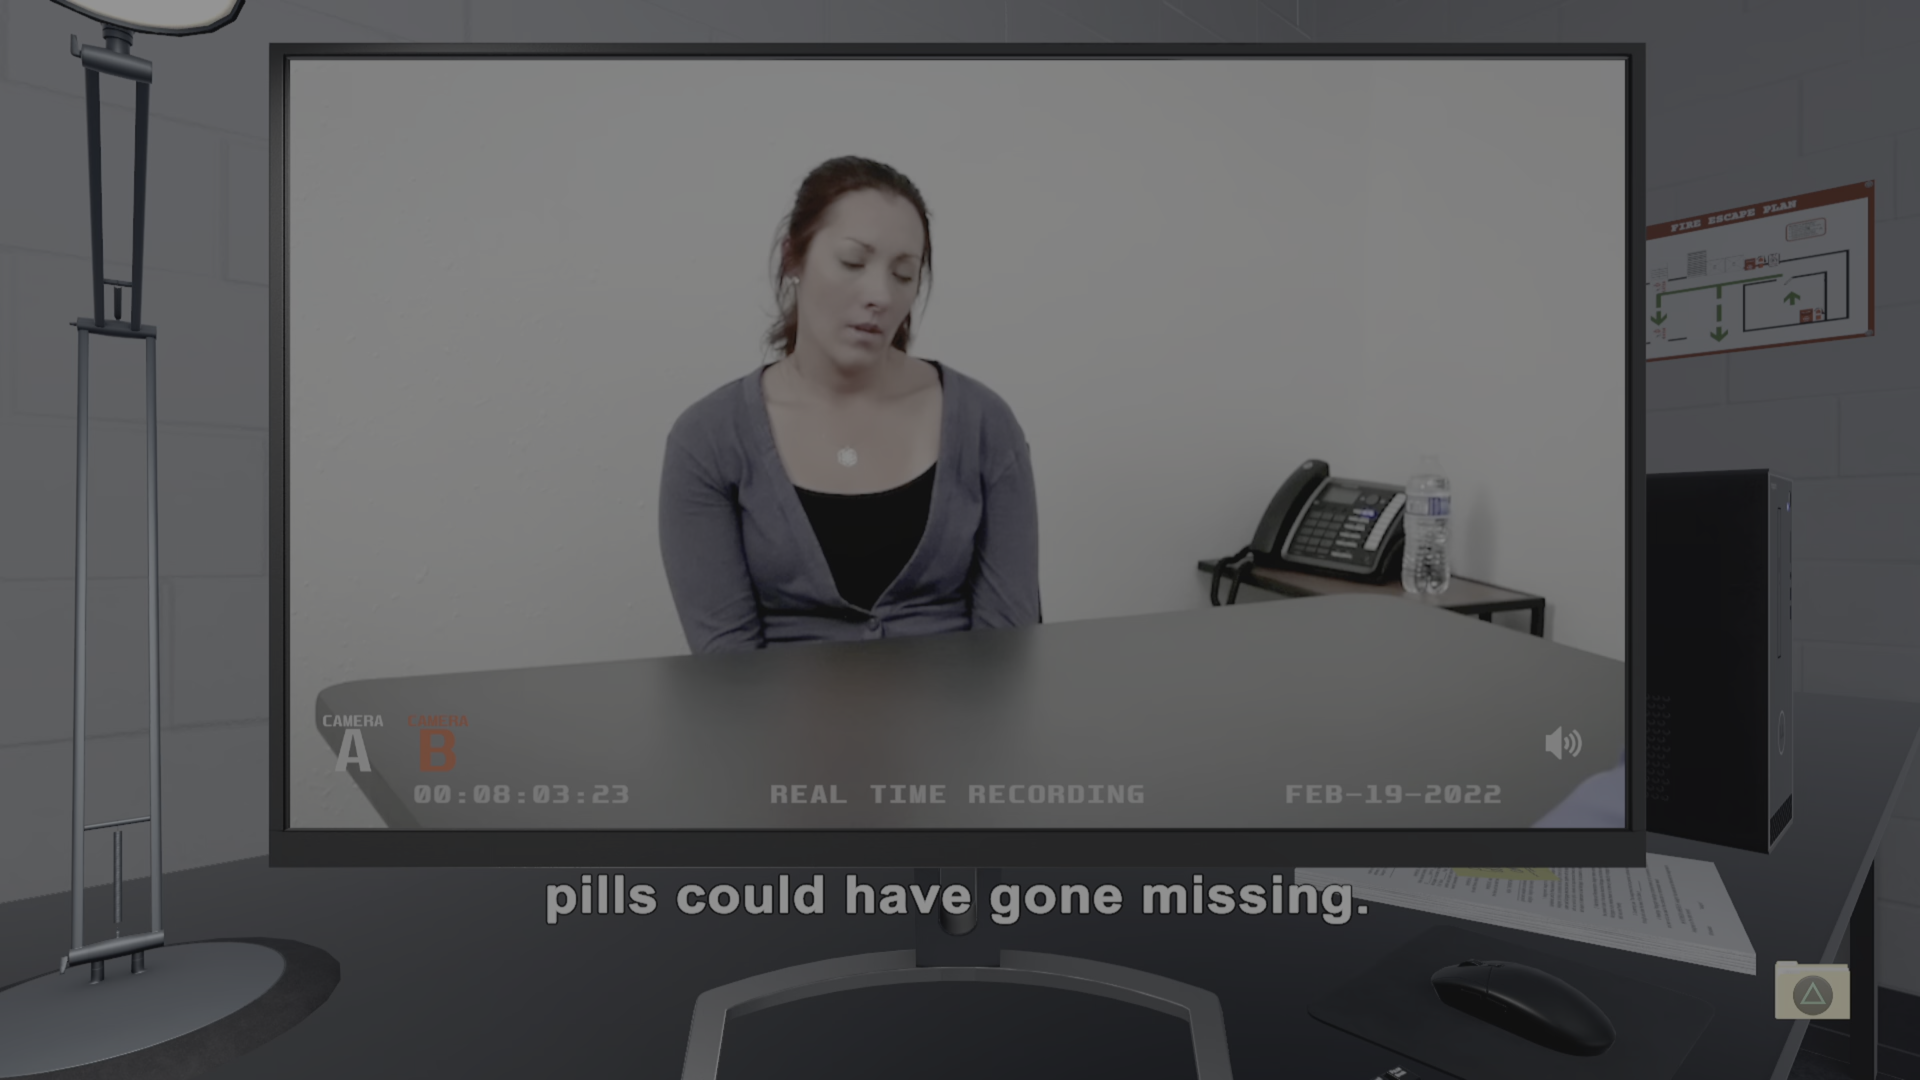 FIRE ESCAPE PLAN
CAMERA CAMERA
A B
00:08:03:23 REAL TIME RECORDING FEB-19-2022
pills could have gone missing.